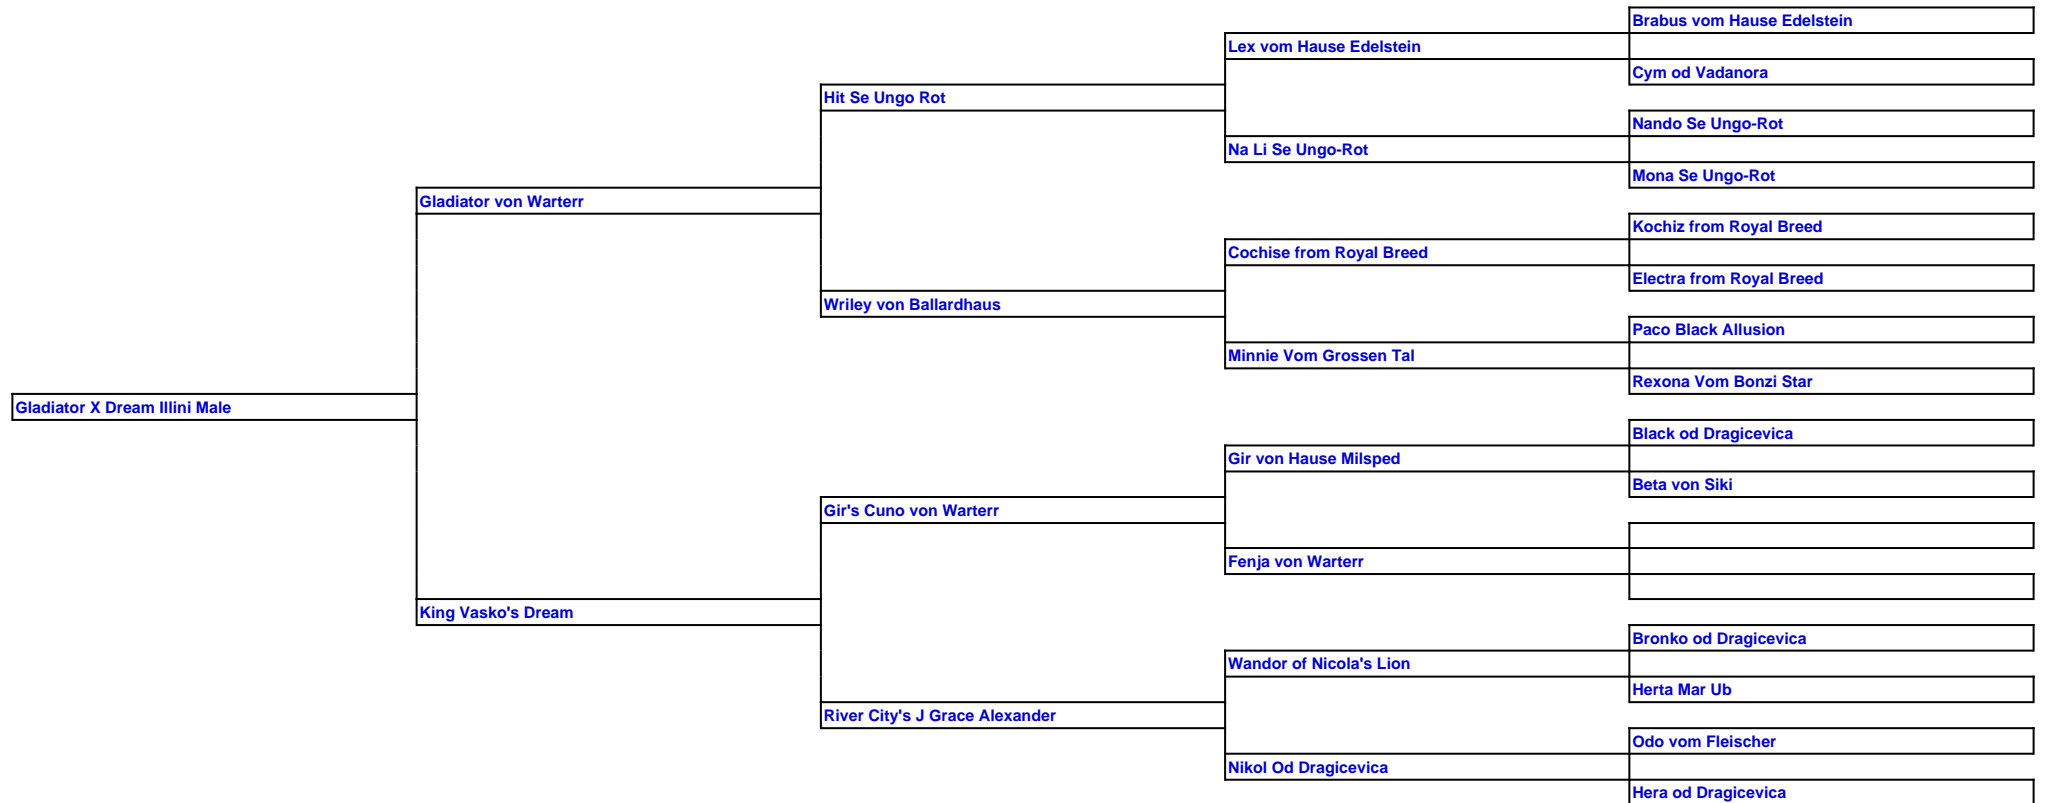 Brabus vom Hause Edelstein
Lex vom Hause Edelstein
Cym od Vadanora
Hit Se Ungo Rot
Nando Se Ungo-Rot
Na Li Se Ungo-Rot
Mona Se Ungo-Rot
Gladiator von Warterr
Kochiz from Royal Breed
Cochise from Royal Breed
Electra from Royal Breed
Wriley von Ballardhaus
Paco Black Allusion
Minnie Vom Grossen Tal
Rexona Vom Bonzi Star
Gladiator X Dream Illini Male
Black od Dragicevica
Gir von Hause Milsped
Beta von Siki
Gir's Cuno von Warterr
Fenja von Warterr
King Vasko's Dream
Bronko od Dragicevica
Wandor of Nicola's Lion
Herta Mar Ub
River City's J Grace Alexander
Odo vom Fleischer
Nikol Od Dragicevica
Hera od Dragicevica